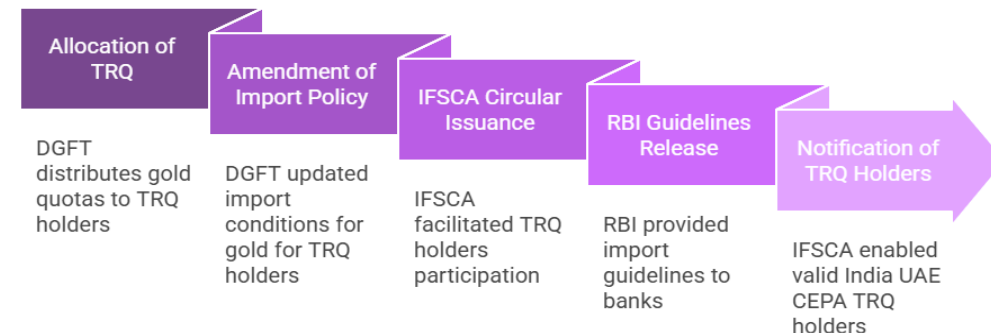 Allocation of
TRQ
DGFT
distributes gold
quotas to TRQ
holders
Amendment of
Import Policy
DGFT updated
import
conditions for
gold for TRQ
holders
IFSCA Circular
Issuance
IFSCA
facilitated TRQ
holders
participation
RBI Guidelines
Release
RBI provided
import
guidelines to
banks
Notification of
TRQ Holders
IFSCA enabled
valid India UAE
CEPA TRQ
holders